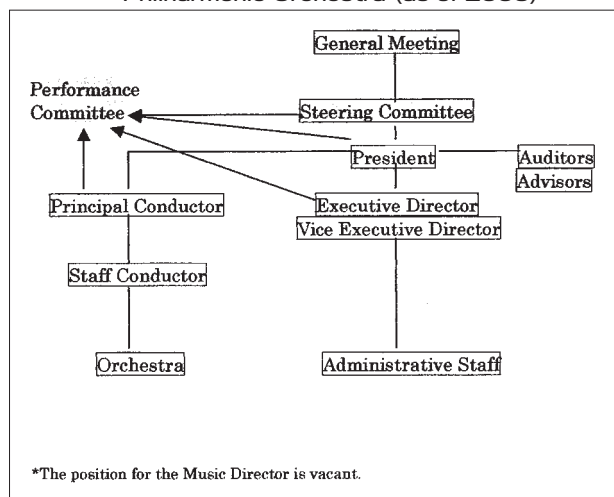 Philharmonic Orchestra (as of 2003)
General Meeting
Performance
Committee
Steering Committee
President
Auditors
Advisors
Principal Conductor
Executive Director
Vice Executive Director
Staff Conductor
Orchestra
Administrative Staff
*The position for the Music Director is vacant.